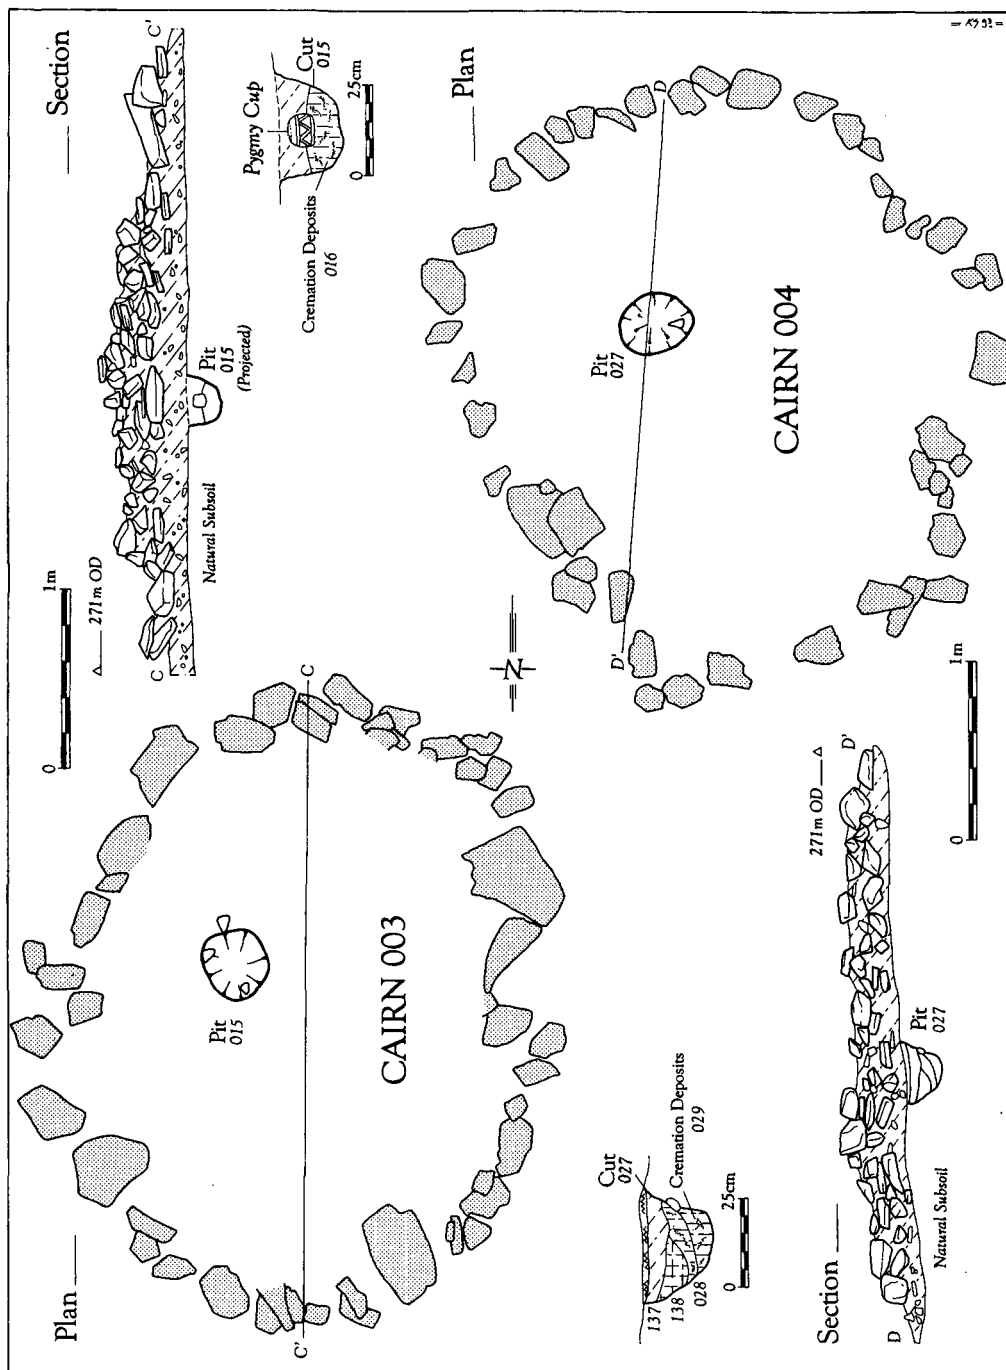 Plan
Pit
015
CAIRN 003
C'
C
0
1m
271m OD
C
C'
Section
Natural Subsoil
Pit
015
(Projected)
Pygmy Cup
Cut
015
Cremation Deposits
016
0
25cm
N
Plan
Pit
027
CAIRN 004
D'
D
Section
D
D'
271m OD
Natural Subsoil
Pit
027
0
1m
Cut
027
Cremation Deposits
029
137
138
028
0
25cm